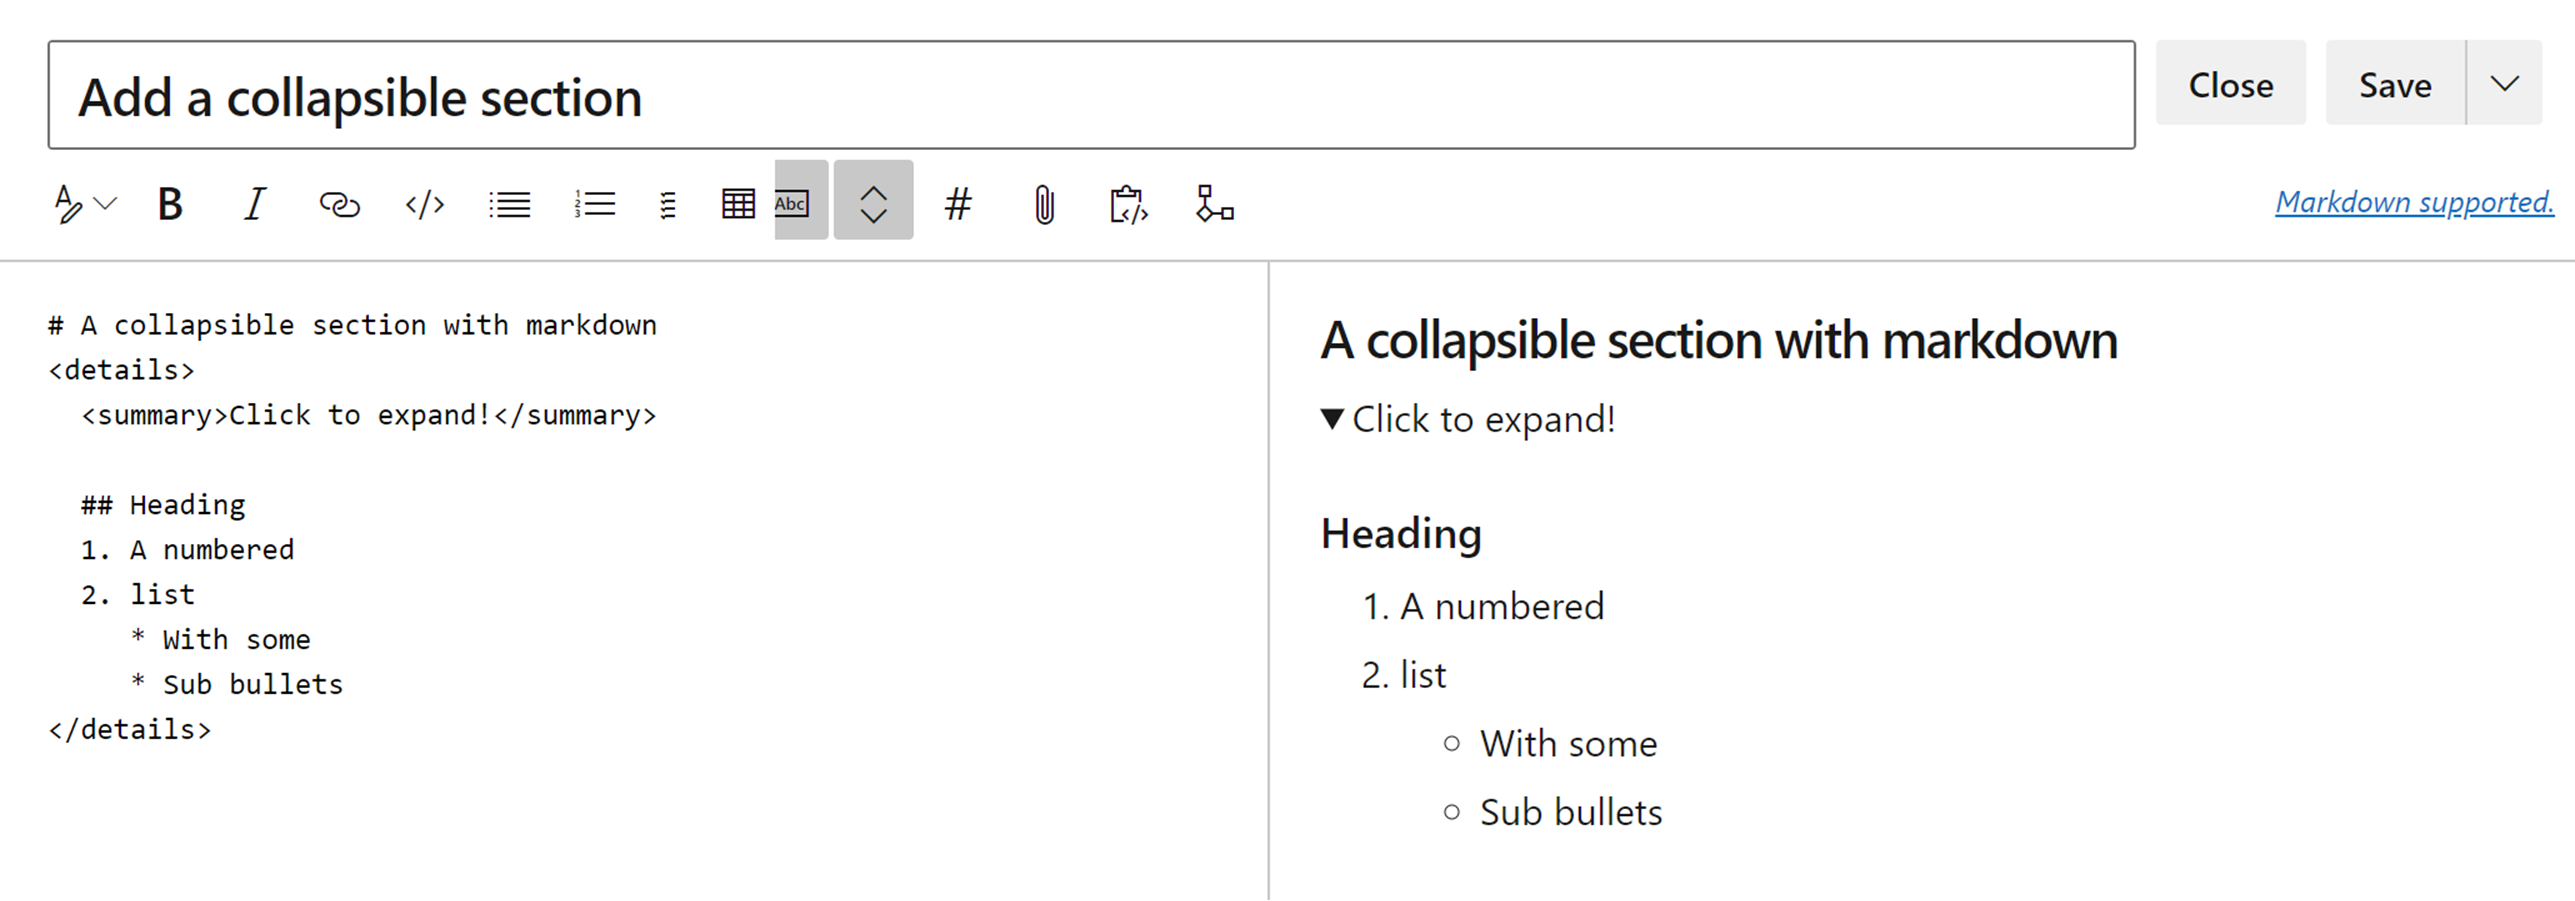 Add a collapsible section
Close
Save
B
I
</>
Abc
#
Markdown supported.
# A collapsible section with markdown
<details>
<summary>Click to expand!</summary>
## Heading
1. A numbered
2. list
* With some
* Sub bullets
</details>
A collapsible section with markdown
▼ Click to expand!
Heading
1. A numbered
2. list
○ With some
○ Sub bullets